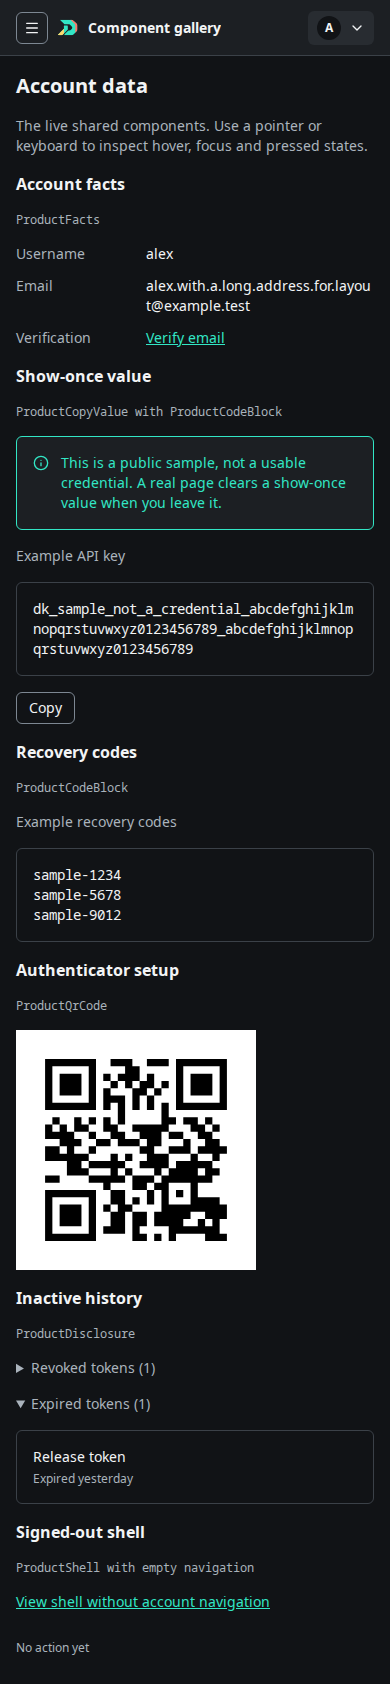 Component gallery
A
Account data
The live shared components. Use a pointer or
keyboard to inspect hover, focus and pressed states.
Account facts
ProductFacts
Username alex
Email alex.with.a.long.address.for.layou
t@example.test
Verification Verify email
Show-once value
ProductCopyValue with ProductCodeBlock
This is a public sample, not a usable
credential. A real page clears a show-once
value when you leave it.
Example API key
dk_sample_not_a_credential_abcdefghijklm
nopqrstuvwxyz0123456789_abcdefghijklmnop
qrstuvwxyz0123456789
Copy
Recovery codes
ProductCodeBlock
Example recovery codes
sample-1234
sample-5678
sample-9012
Authenticator setup
ProductQrCode
Inactive history
ProductDisclosure
Revoked tokens (1)
Expired tokens (1)
Release token
Expired yesterday
Signed-out shell
ProductShell with empty navigation
View shell without account navigation
No action yet